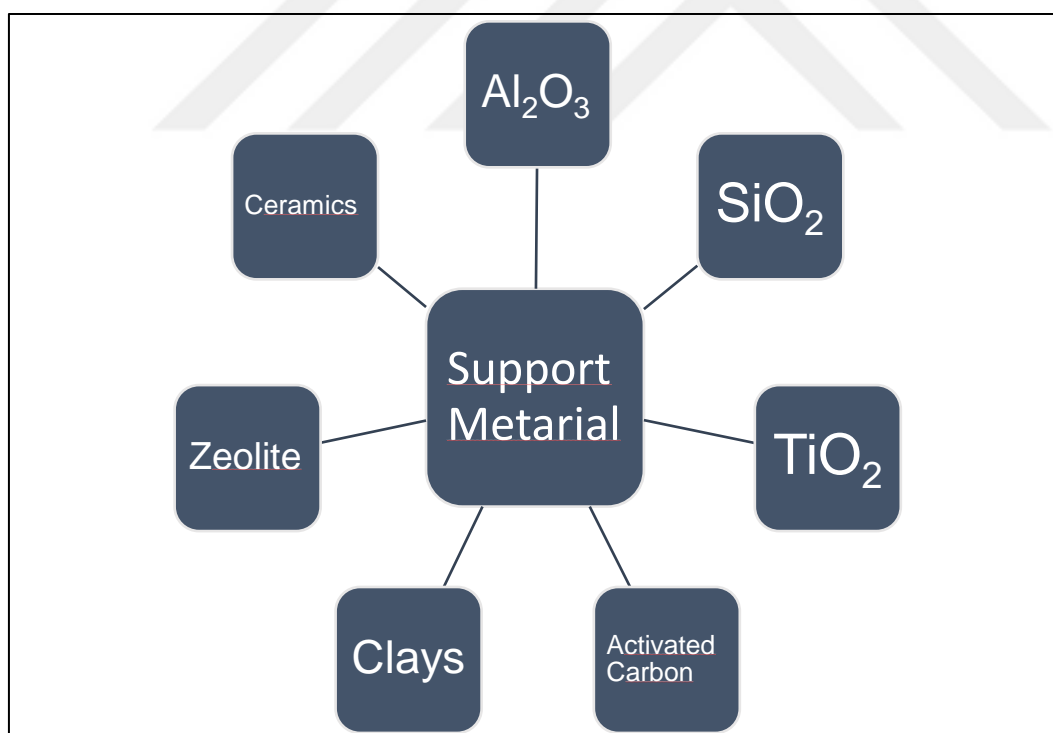 Al₂O₃
Ceramics
SiO₂
Support
Metarial
Zeolite
TiO₂
Clays
Activated
Carbon